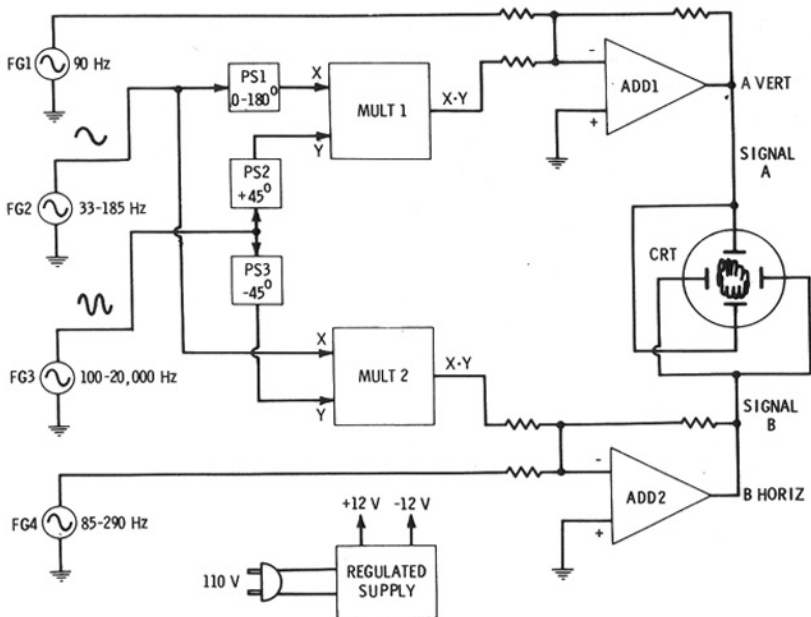 FG1
90 Hz
PS1
0-180°
X
Y
MULT 1
X·Y
-
+
ADD1
A VERT
SIGNAL
A
FG2
33-185 Hz
PS2
+45°
PS3
-45°
CRT
FG3
100-20,000 Hz
X
Y
MULT 2
X·Y
SIGNAL
B
-
+
ADD2
B HORIZ
FG4
85-290 Hz
+12 V
-12 V
110 V
REGULATED
SUPPLY